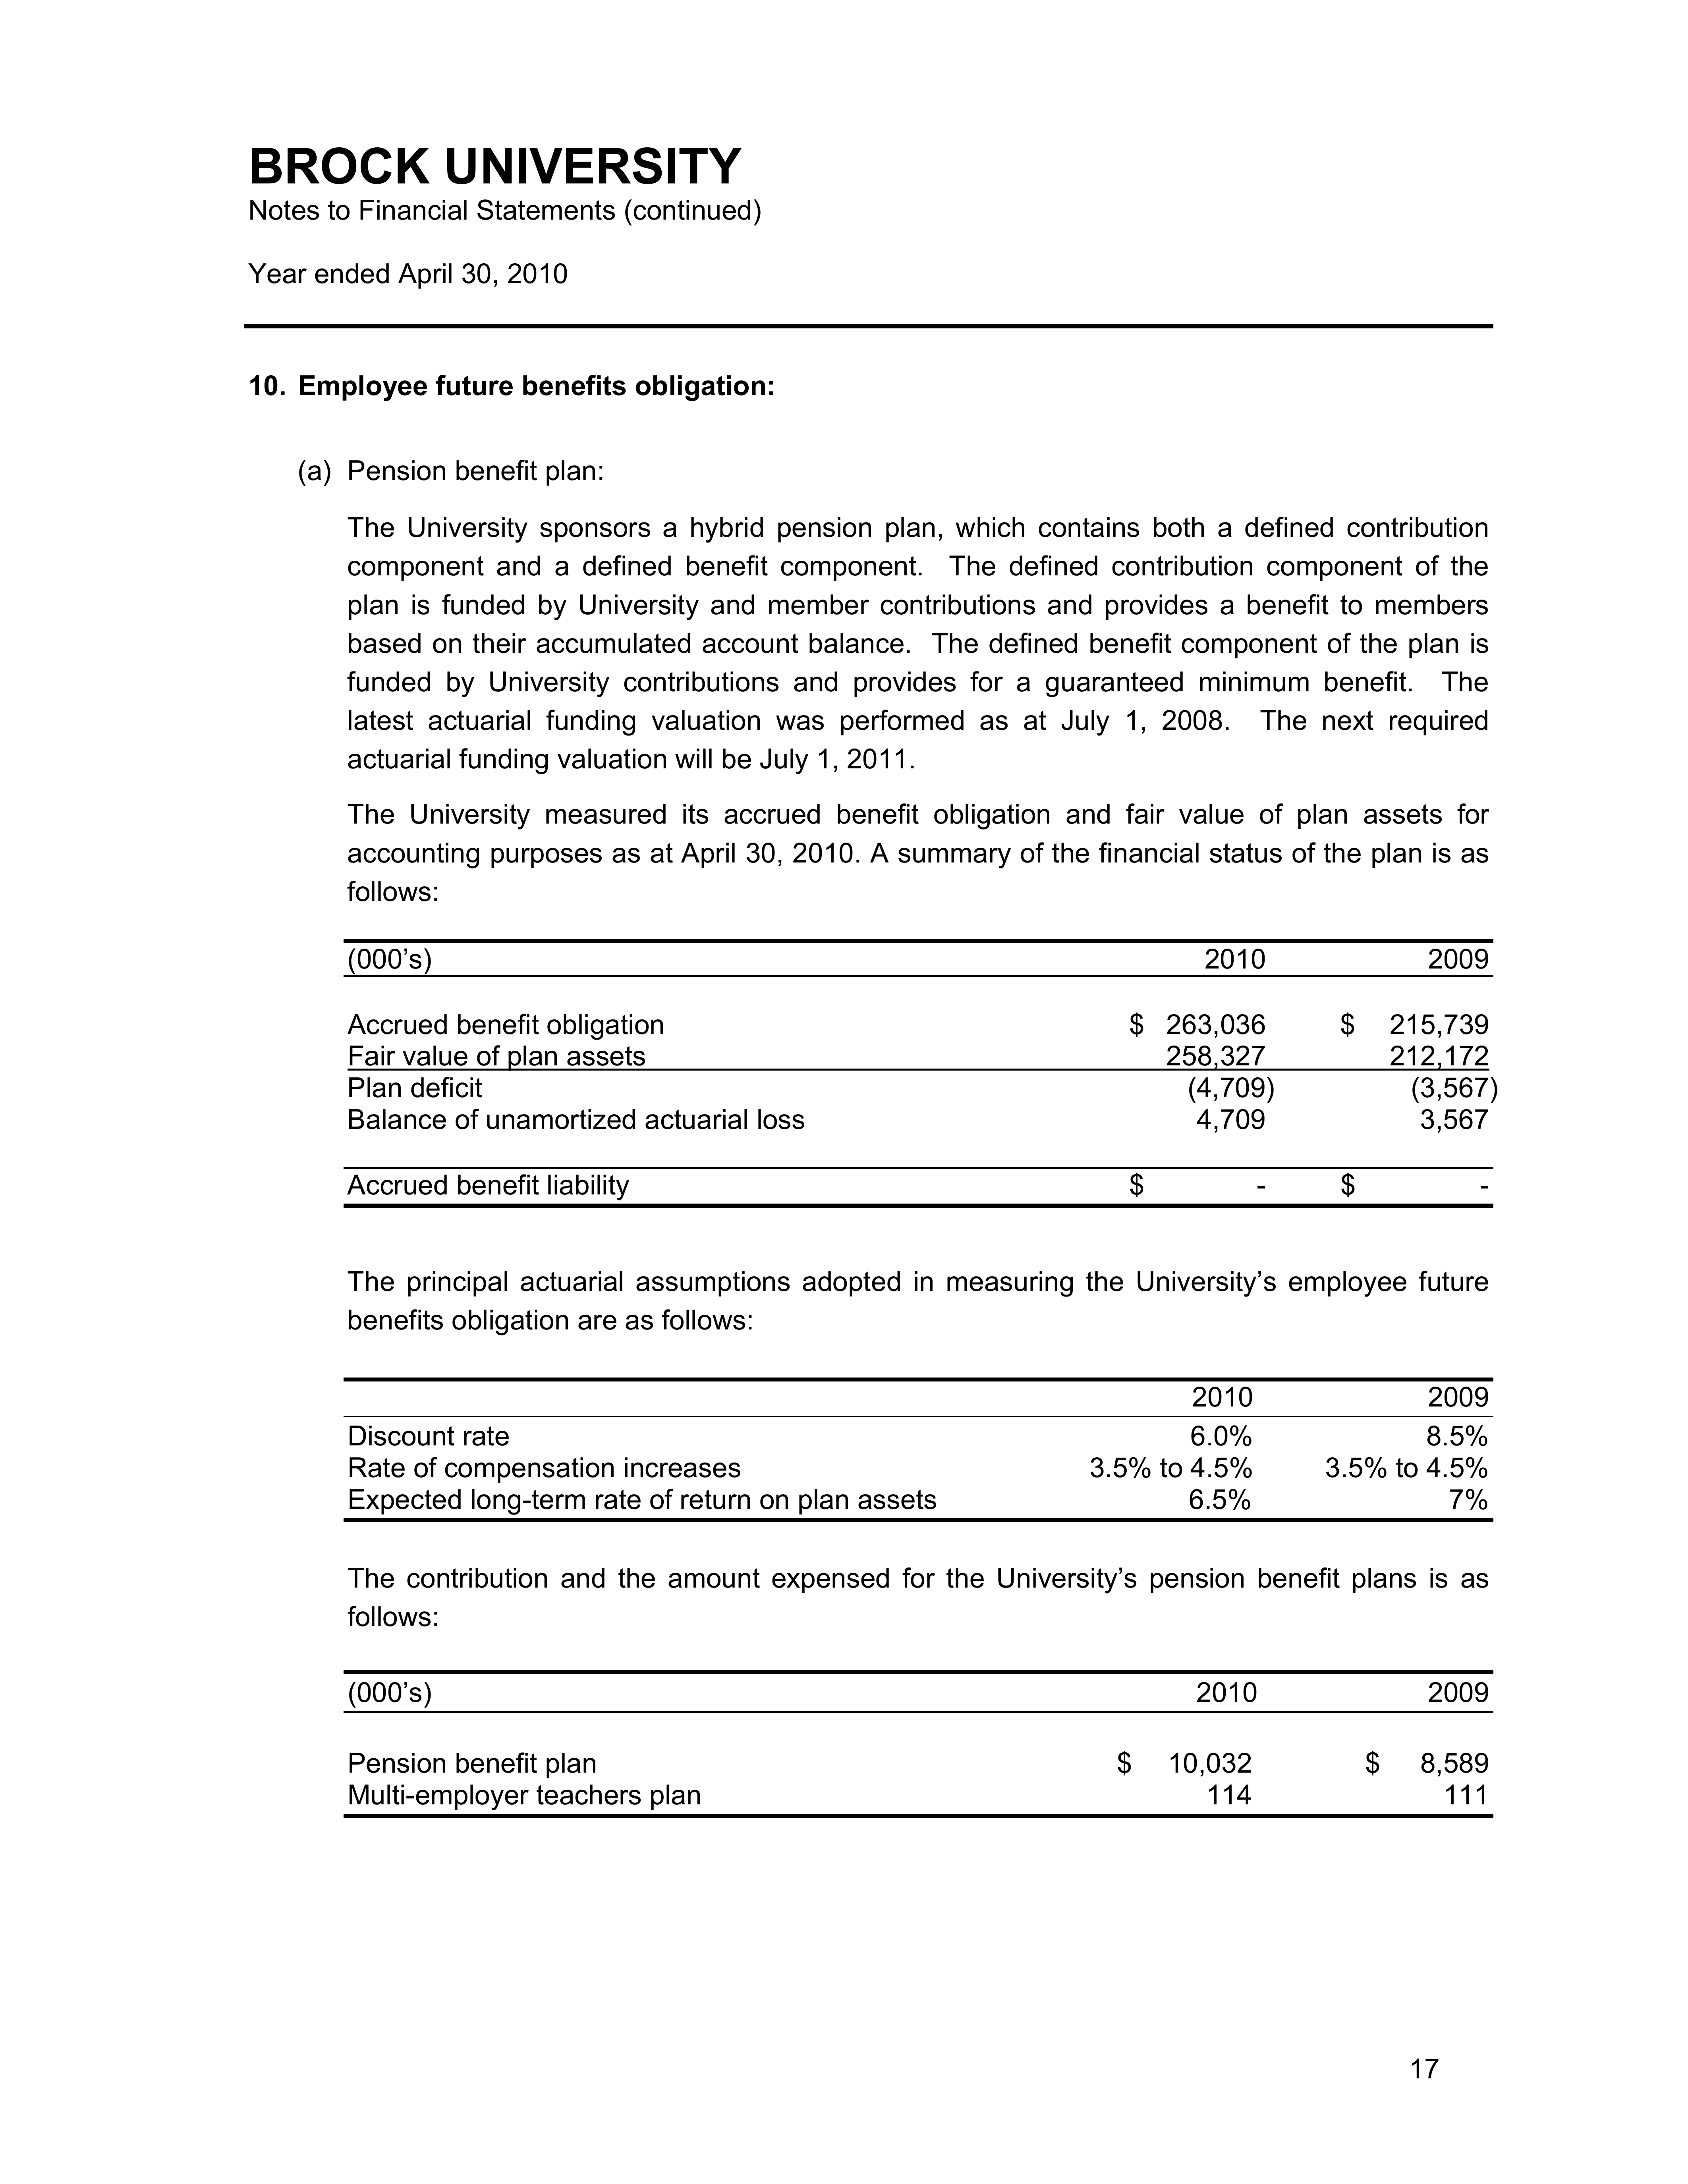 BROCK UNIVERSITY
Notes to Financial Statements (continued)
Year ended April 30, 2010
10. Employee future benefits obligation:
(a) Pension benefit plan:
The University sponsors a hybrid pension plan, which contains both a defined contribution
component and a defined benefit component. The defined contribution component of the
plan is funded by University and member contributions and provides a benefit to members
based on their accumulated account balance. The defined benefit component of the plan is
funded by University contributions and provides for a guaranteed minimum benefit. The
latest actuarial funding valuation was performed as at July 1, 2008. The next required
actuarial funding valuation will be July 1, 2011.
The University measured its accrued benefit obligation and fair value of plan assets for
accounting purposes as at April 30, 2010. A summary of the financial status of the plan is as
follows:
(000’s) 2010 2009
Accrued benefit obligation $ 263,036 $ 215,739
Fair value of plan assets 258,327 212,172
Plan deficit (4,709) (3,567)
Balance of unamortized actuarial loss 4,709 3,567
Accrued benefit liability $ - $ -
The principal actuarial assumptions adopted in measuring the University’s employee future
benefits obligation are as follows:
2010 2009
Discount rate 6.0% 8.5%
Rate of compensation increases 3.5% to 4.5% 3.5% to 4.5%
Expected long-term rate of return on plan assets 6.5% 7%
The contribution and the amount expensed for the University’s pension benefit plans is as
follows:
(000’s) 2010 2009
Pension benefit plan $ 10,032 $ 8,589
Multi-employer teachers plan 114 111
17